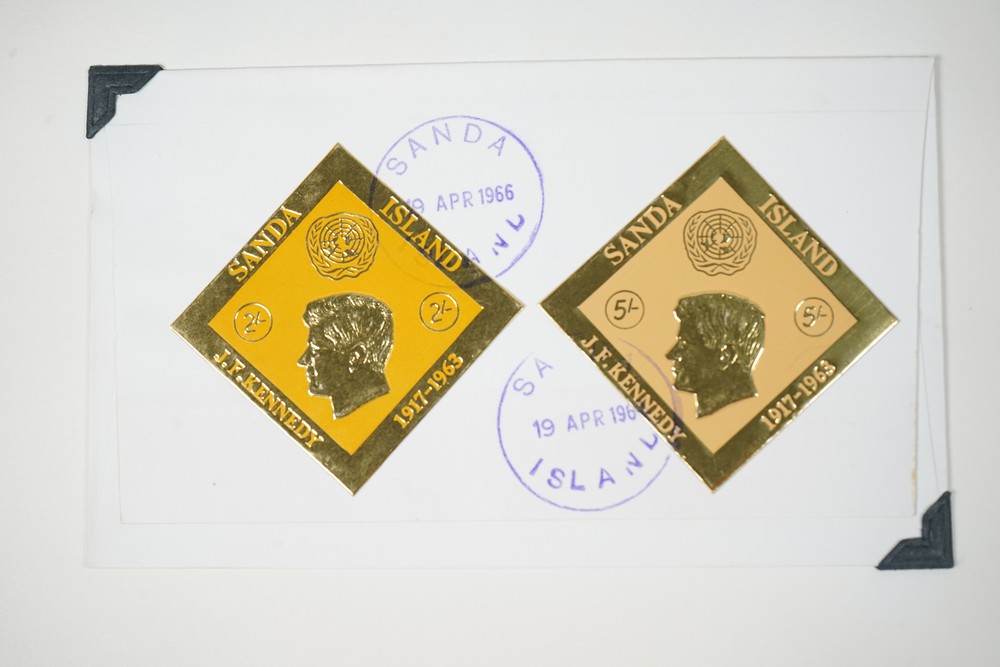 SANDA
ISLAND
2/-
2/-
J.F. KENNEDY
1917-1963
SANDA
19 APR 1966
SANDA
ISLAND
5/-
5/-
J.F. KENNEDY
1917-1963
SA
19 APR 196
ISLAND